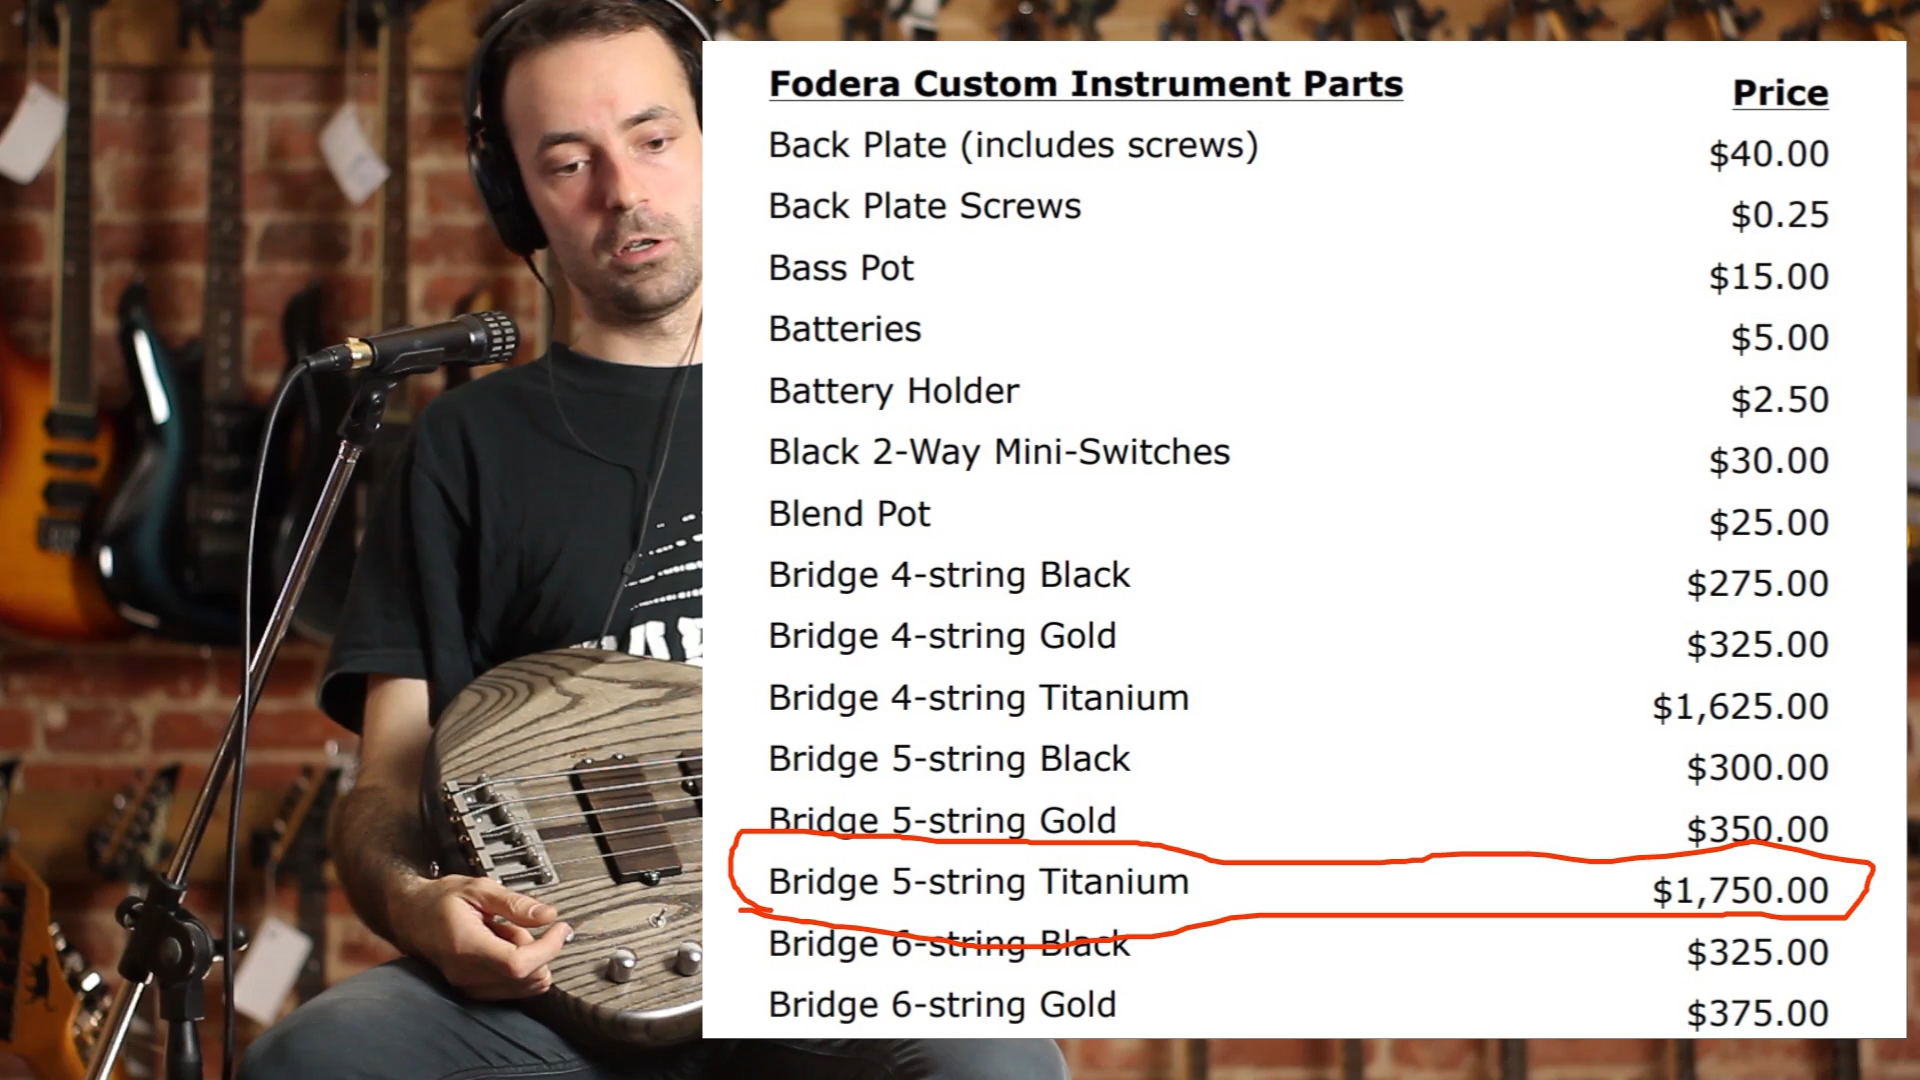 Fodera Custom Instrument Parts Price
Back Plate (includes screws) $40.00
Back Plate Screws $0.25
Bass Pot $15.00
Batteries $5.00
Battery Holder $2.50
Black 2-Way Mini-Switches $30.00
Blend Pot $25.00
Bridge 4-string Black $275.00
Bridge 4-string Gold $325.00
Bridge 4-string Titanium $1,625.00
Bridge 5-string Black $300.00
Bridge 5-string Gold $350.00
Bridge 5-string Titanium $1,750.00
Bridge 6-string Black $325.00
Bridge 6-string Gold $375.00